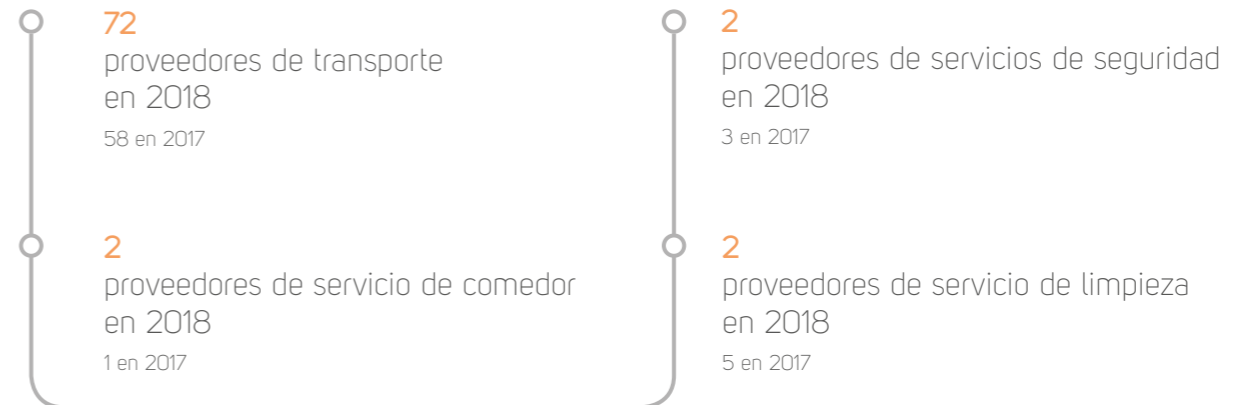 72
proveedores de transporte
en 2018
58 en 2017
2
proveedores de servicio de comedor
en 2018
1 en 2017
2
proveedores de servicios de seguridad
en 2018
3 en 2017
2
proveedores de servicio de limpieza
en 2018
5 en 2017